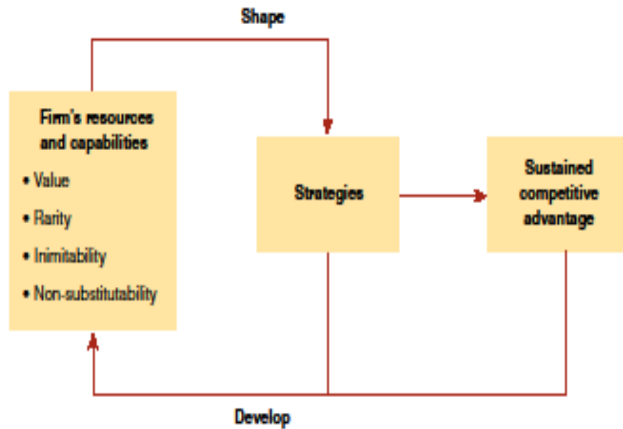 Shape
Firm's resources
and capabilities
• Value
• Rarity
• Inimitability
• Non-substitutability
Strategies
Sustained
competitive
advantage
Develop